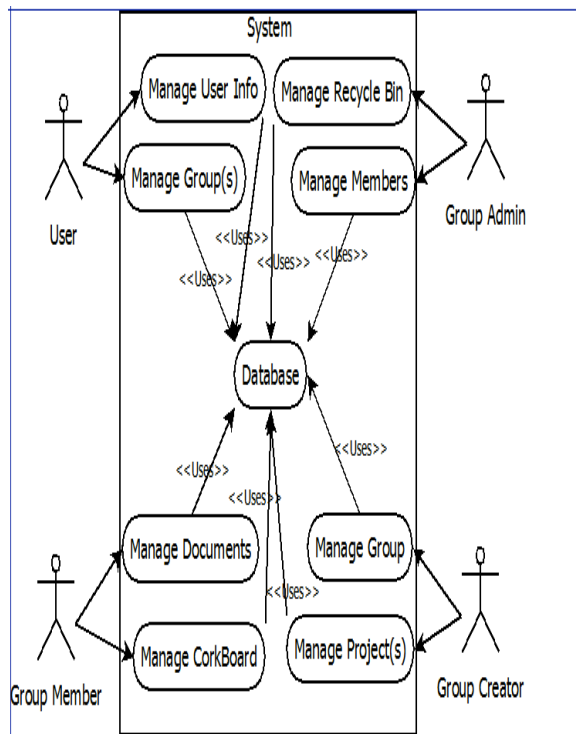 System
Manage User Info
Manage Recycle Bin
Manage Group(s)
Manage Members
User
Group Admin
<<Uses>>
<<Uses>>
<<Uses>>
<<Uses>>
Database
<<Uses>>
<<Uses>>
<<Uses>>
Manage Documents
Manage Group
<<Uses>>
Manage CorkBoard
Manage Project(s)
Group Member
Group Creator